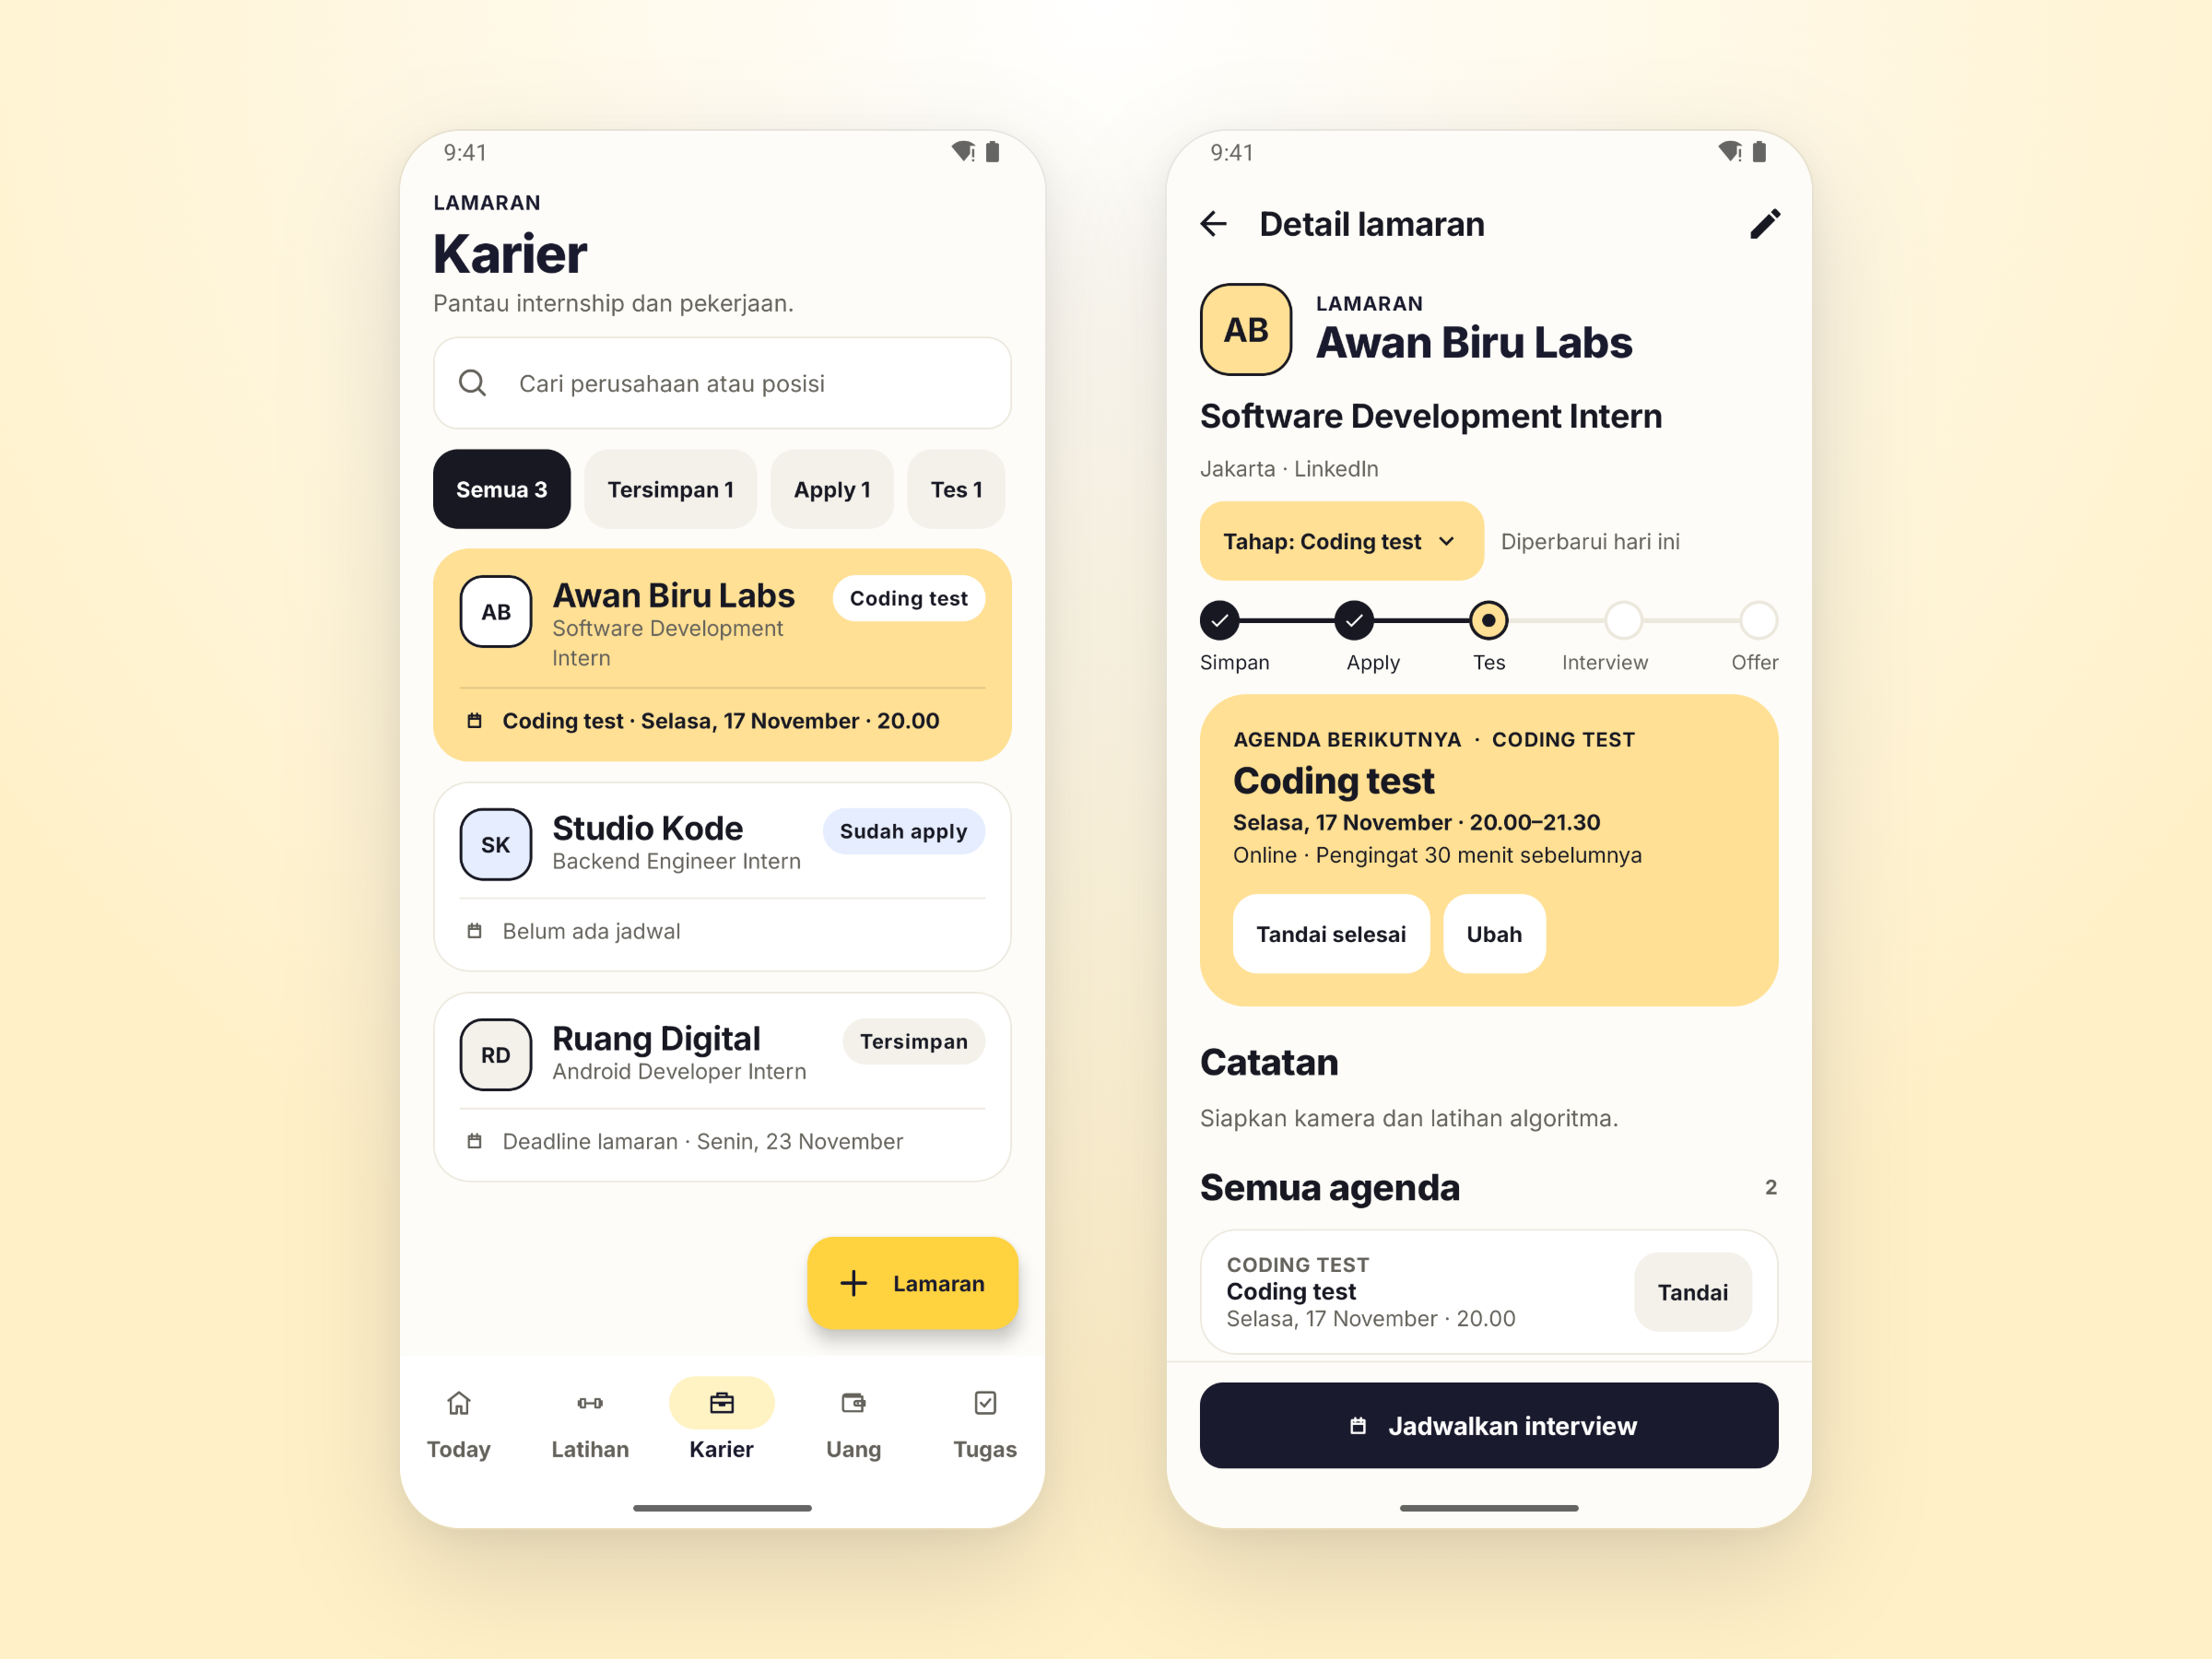 9:41
LAMARAN
Karier
Pantau internship dan pekerjaan.
Cari perusahaan atau posisi
Semua 3
Tersimpan 1
Apply 1
Tes 1
AB
Awan Biru Labs
Coding test
Software Development
Intern
Coding test · Selasa, 17 November · 20.00
SK
Studio Kode
Sudah apply
Backend Engineer Intern
Belum ada jadwal
RD
Ruang Digital
Tersimpan
Android Developer Intern
Deadline lamaran · Senin, 23 November
Lamaran
Today
Latihan
Karier
Uang
Tugas
9:41
Detail lamaran
AB
LAMARAN
Awan Biru Labs
Software Development Intern
Jakarta · LinkedIn
Tahap: Coding test
Diperbarui hari ini
Simpan
Apply
Tes
Interview
Offer
AGENDA BERIKUTNYA · CODING TEST
Coding test
Selasa, 17 November · 20.00–21.30
Online · Pengingat 30 menit sebelumnya
Tandai selesai
Ubah
Catatan
Siapkan kamera dan latihan algoritma.
Semua agenda
2
CODING TEST
Coding test
Selasa, 17 November · 20.00
Tandai
Jadwalkan interview